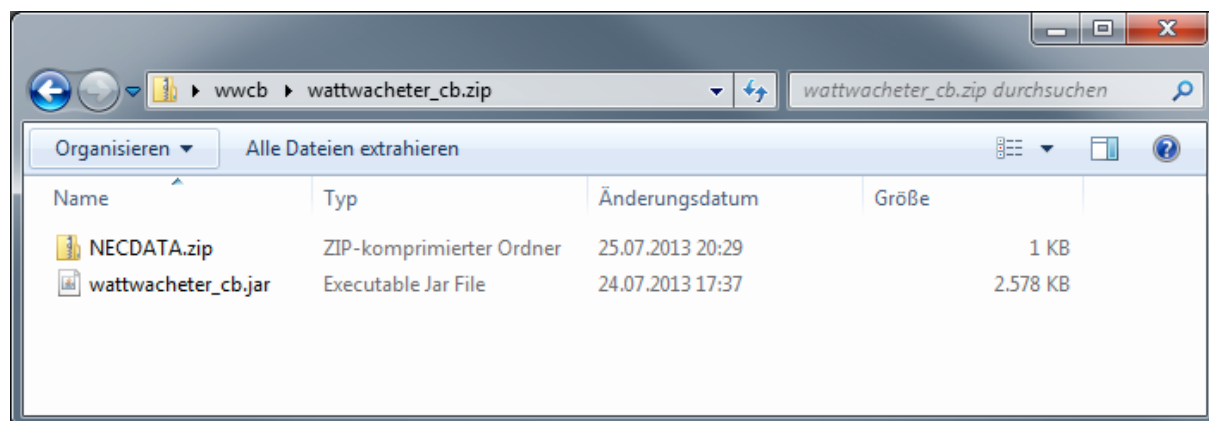 wwcb wattwacheter_cb.zip wattwacheter_cb.zip durchsuchen
Organisieren Alle Dateien extrahieren
Name Typ Änderungsdatum Größe
NECDATA.zip ZIP-komprimierter Ordner 25.07.2013 20:29 1 KB
wattwacheter_cb.jar Executable Jar File 24.07.2013 17:37 2.578 KB